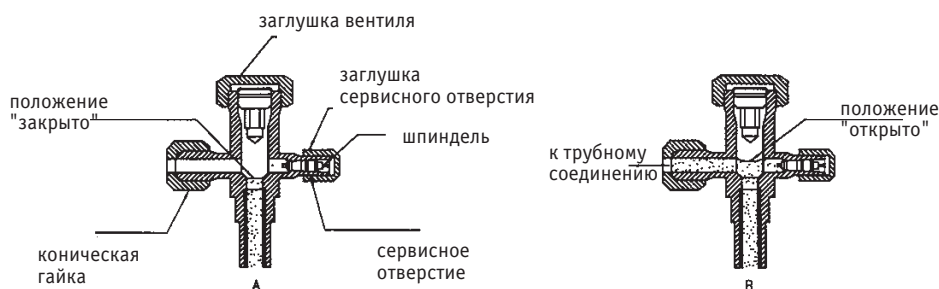 заглушка вентиля
заглушка
сервисного отверстия
положение
"закрыто"
шпиндель
коническая
гайка
сервисное
отверстие
A
положение
"открыто"
к трубному
соединению
B